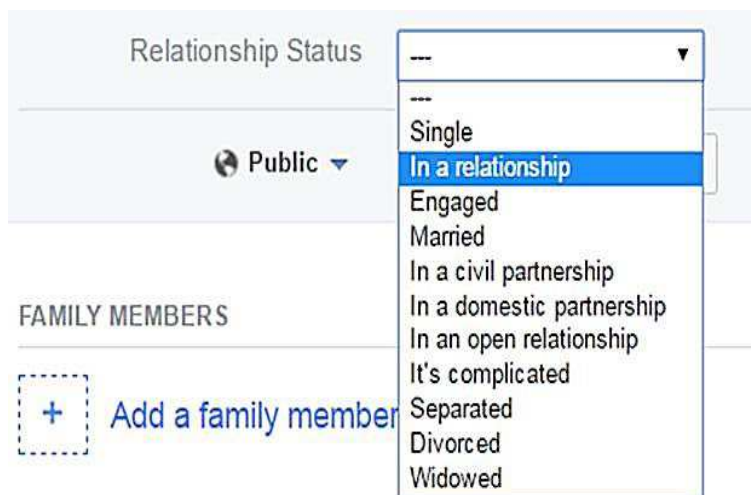 Relationship Status
---
---
Single
Public
In a relationship
Engaged
Married
In a civil partnership
In a domestic partnership
FAMILY MEMBERS
In an open relationship
It's complicated
+ Add a family member
Separated
Divorced
Widowed